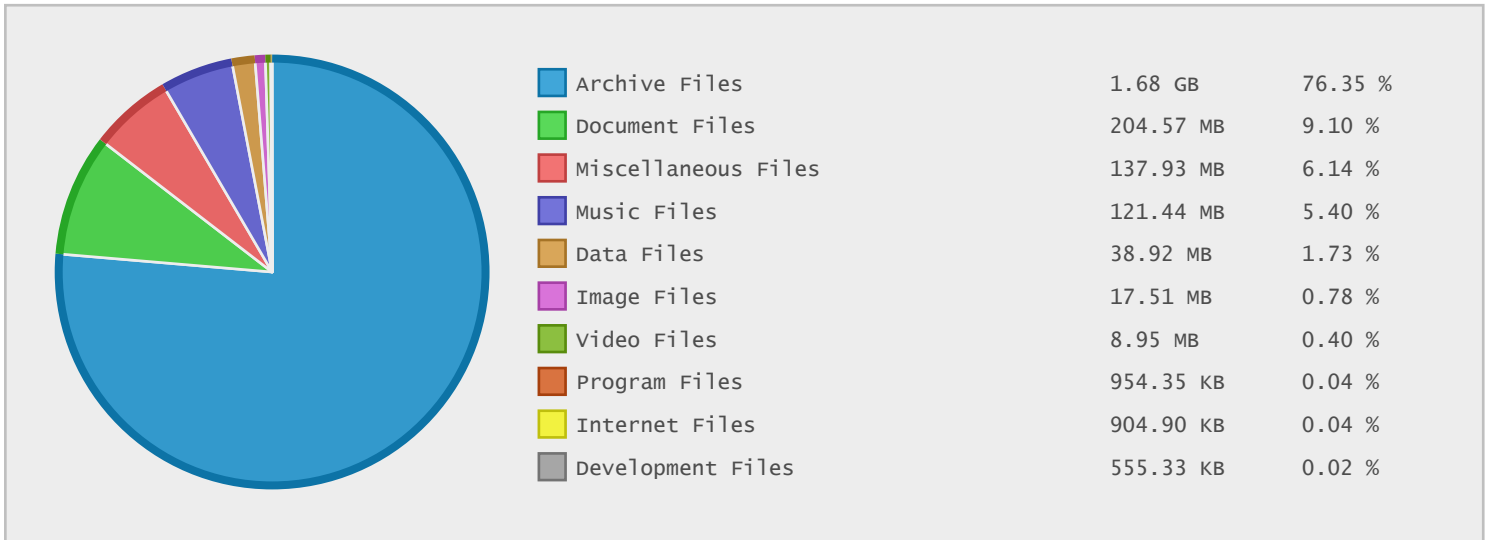 Archive Files 1.68 GB 76.35 %
Document Files 204.57 MB 9.10 %
Miscellaneous Files 137.93 MB 6.14 %
Music Files 121.44 MB 5.40 %
Data Files 38.92 MB 1.73 %
Image Files 17.51 MB 0.78 %
Video Files 8.95 MB 0.40 %
Program Files 954.35 KB 0.04 %
Internet Files 904.90 KB 0.04 %
Development Files 555.33 KB 0.02 %